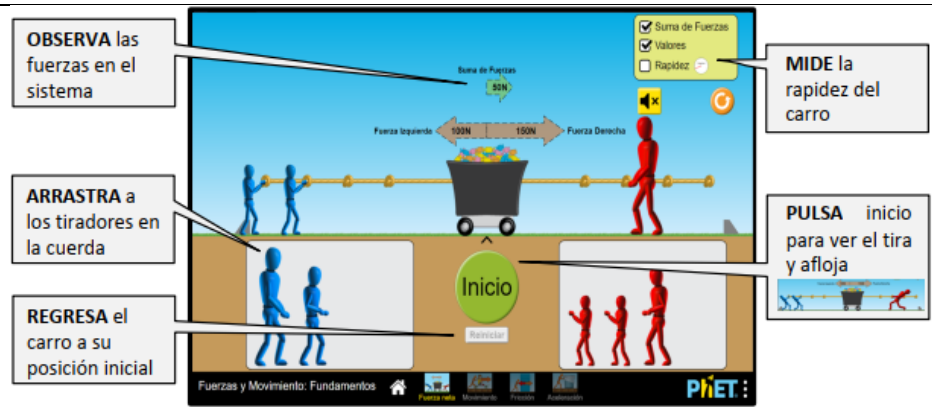 OBSERVA las
fuerzas en el
sistema
ARRASTRA a
los tiradores en
la cuerda
REGRESA el
carro a su
posición inicial
Suma de Fuerzas
50N
Fuerza Izquierda
100N
150N
Fuerza Derecha
Suma de Fuerzas
Valores
Rapidez
MIDE la
rapidez del
carro
PULSA inicio
para ver el tira
y afloja
Inicio
Reiniciar
Fuerzas y Movimiento: Fundamentos
Fuerza neta
Movimiento
Fricción
Aceleración
PhET